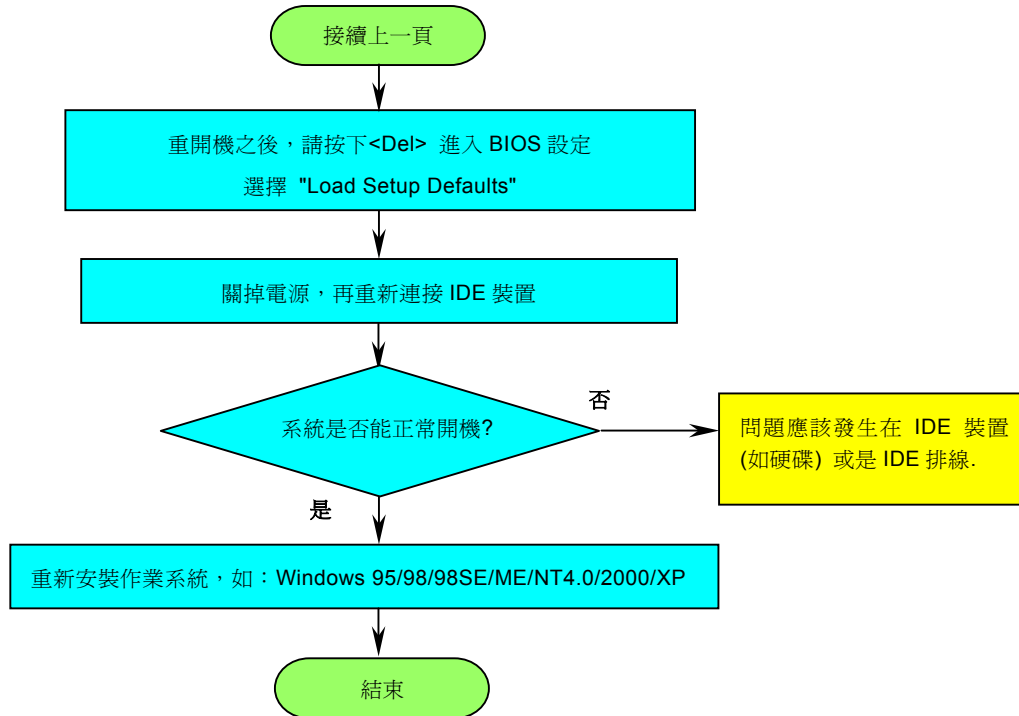 接續上一頁
重開機之後，請按下<Del> 進入 BIOS 設定
選擇 "Load Setup Defaults"
關掉電源，再重新連接 IDE 裝置
系統是否能正常開機?
否
問題應該發生在 IDE 裝置
(如硬碟) 或是 IDE 排線.
是
重新安裝作業系統，如：Windows 95/98/98SE/ME/NT4.0/2000/XP
結束